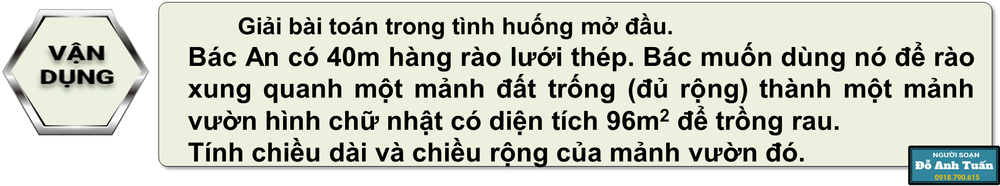 VẬN
DỤNG
Giải bài toán trong tình huống mở đầu.
Bác An có 40m hàng rào lưới thép. Bác muốn dùng nó để rào
xung quanh một mảnh đất trống (đủ rộng) thành một mảnh
vườn hình chữ nhật có diện tích 96m² để trồng rau.
Tính chiều dài và chiều rộng của mảnh vườn đó.
NGƯỜI SOẠN
Đỗ Anh Tuấn
0918.790.615